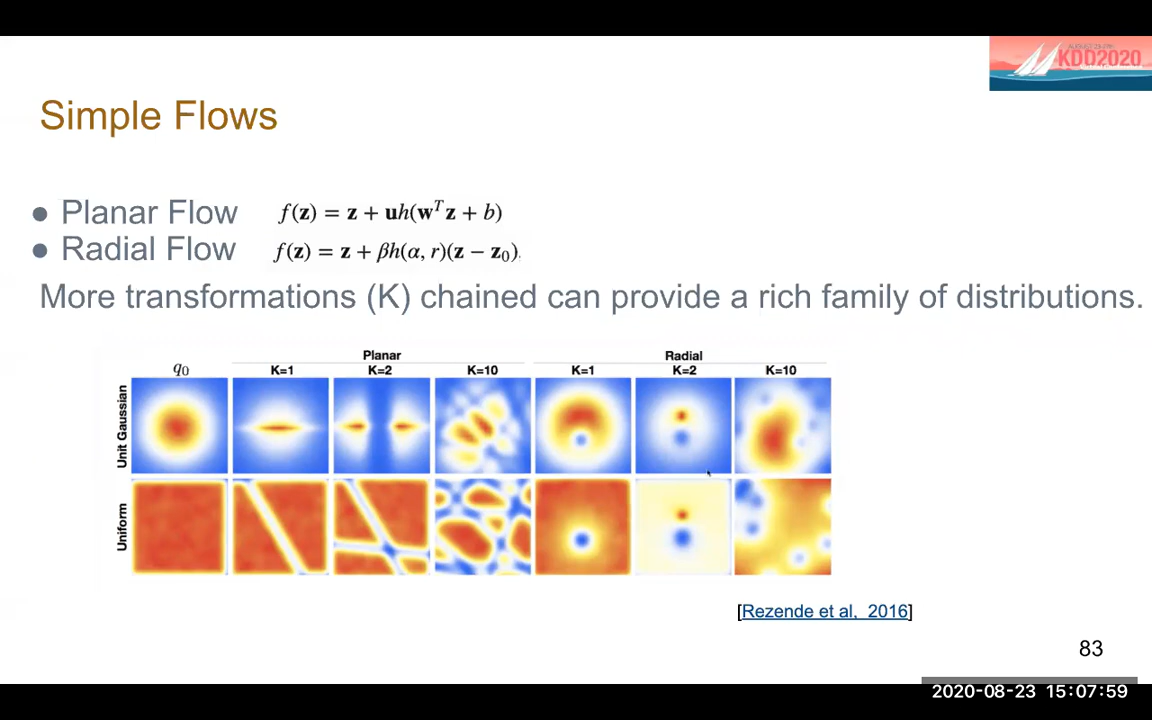 KDD2020
Simple Flows
● Planar Flow f(z) = z + uh(wᵀz + b)
● Radial Flow f(z) = z + βh(α, r)(z − z₀).
More transformations (K) chained can provide a rich family of distributions.
Planar Radial
q₀ K=1 K=2 K=10 K=1 K=2 K=10
Unit Gaussian
Uniform
[Rezende et al, 2016]
83
2020-08-23 15:07:59